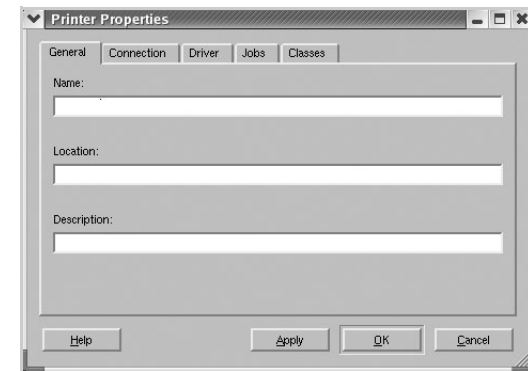 Printer Properties
General Connection Driver Jobs Classes
Name:
Location:
Description:
Help Apply OK Cancel